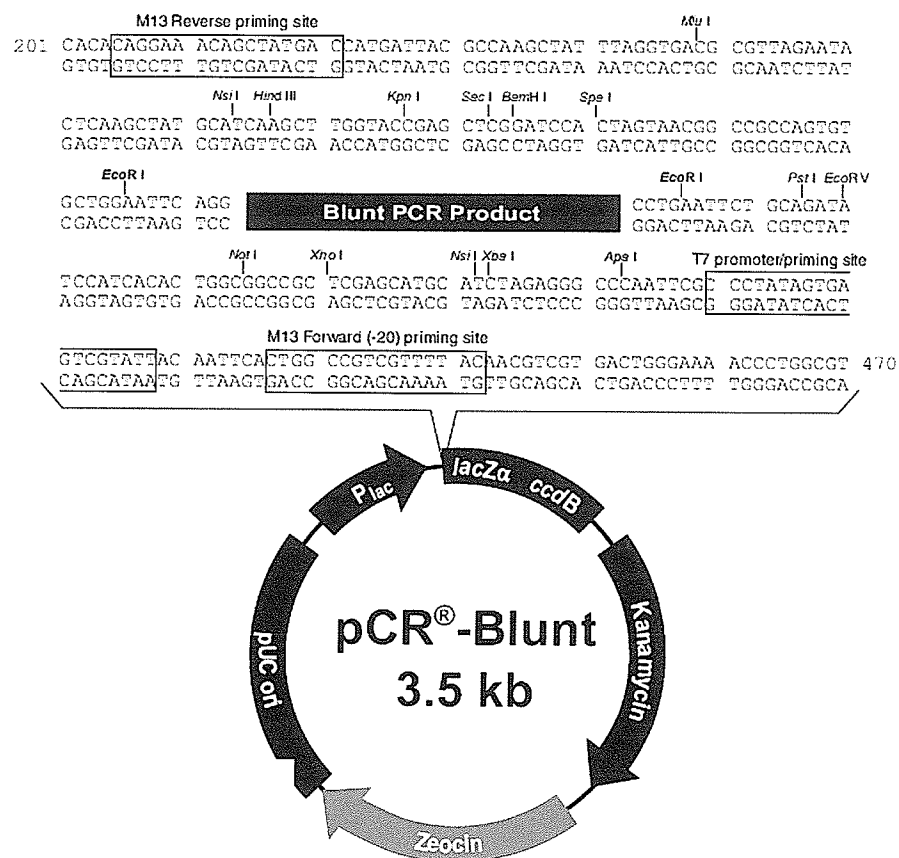 M13 Reverse priming site
Mlu I
201 CACACAGGAA ACAGCTATGAC CATGATTAC GCCAAGCTAT TTAGGTGACG CGTTAGAATA
GTGTGTCCTT TGTCGATACTG GTACTAATG CGGTTCGATA AATCCACTGC GCAATCTTAT
Nsi I Hind III Kpn I Sac I BamH I Spe I
CTCAAGCTAT GCATCAAGCT TGGTACCGAG CTCGGATCCA CTAGTAACGG CCGCCAGTGT
GAGTTCGATA CGTAGTTCGA ACCATGGCTC GAGCCTAGGT GATCATTGCC GGCGGTCACA
EcoR I EcoR I Pst I EcoR V
GCTGGAATTC AGG Blunt PCR Product CCTGAATTCT GCAGATA
CGACCTTAAG TCC GGACTTAAGA CGTCTAT
Not I Xho I Nsi I Xba I Apa I T7 promoter/priming site
TCCATCACAC TGGCGGCCGC TCGAGCATGC ATCTAGAGGG CCCAATTCGC CCTATAGTGA
AGGTAGTGTG ACCGCCGGCG AGCTCGTACG TAGATCTCCC GGGTTAAGCG GGATATCACT
M13 Forward (-20) priming site
GTCGTATTAC AATTCACTGG CCGTCGTTTT ACAACGTCGT GACTGGGAAA ACCCTGGCGT 470
CAGCATAATG TTAAGTGACC GGCAGCAAAA TGTTGCAGCA CTGACCCTTT TGGGACCGCA
Plac
lacZα ccdB
Kanamycin
pUC ori
pCR®-Blunt
3.5 kb
Zeocin